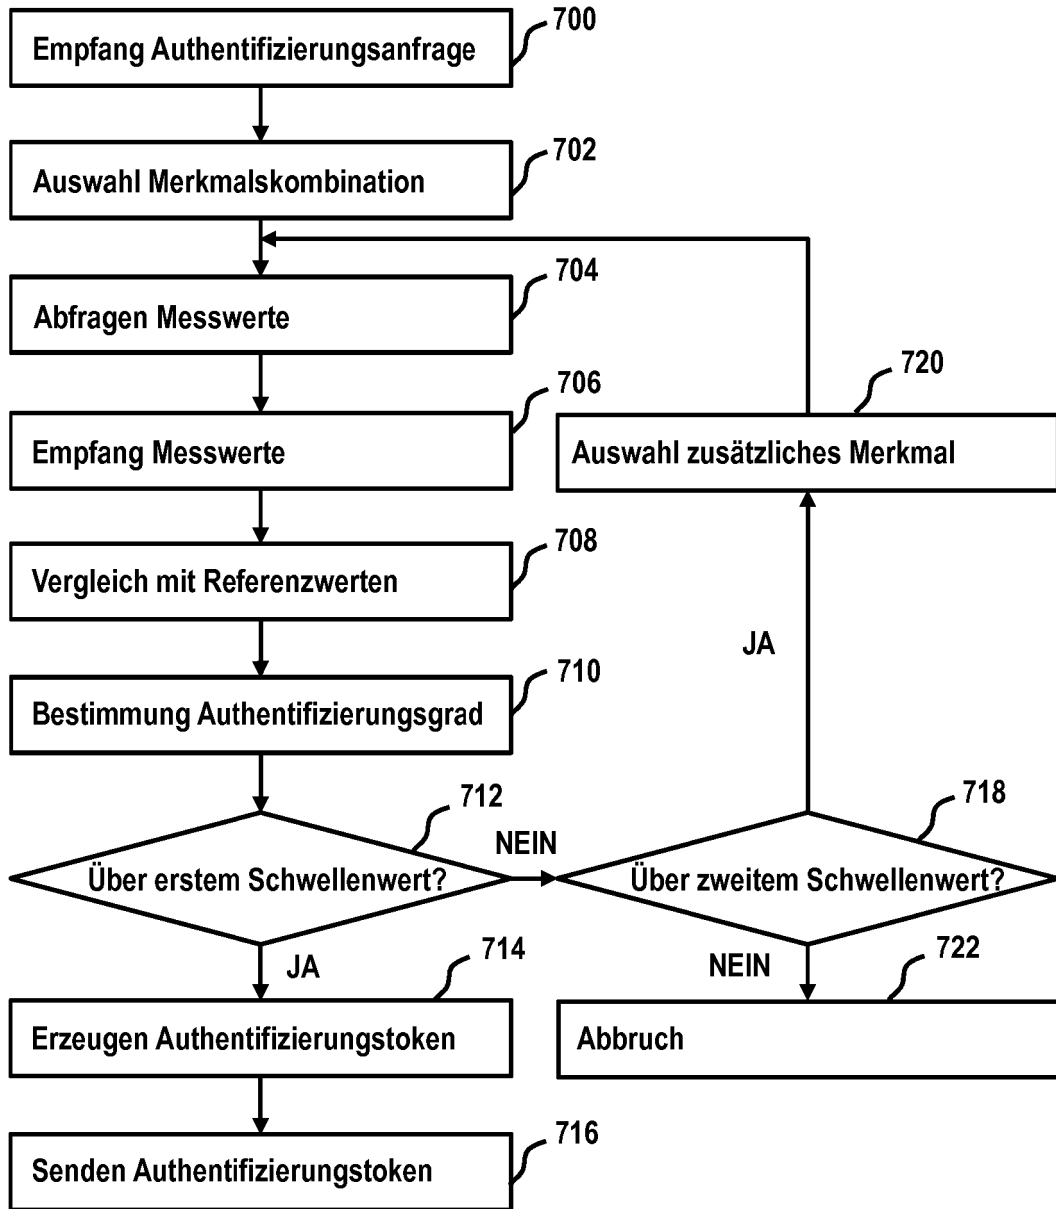 700
Empfang Authentifizierungsanfrage
702
Auswahl Merkmalskombination
704
Abfragen Messwerte
706
Empfang Messwerte
720
Auswahl zusätzliches Merkmal
708
Vergleich mit Referenzwerten
JA
710
Bestimmung Authentifizierungsgrad
712
718
NEIN
Über erstem Schwellenwert?
Über zweitem Schwellenwert?
JA
714
NEIN
722
Erzeugen Authentifizierungstoken
Abbruch
716
Senden Authentifizierungstoken